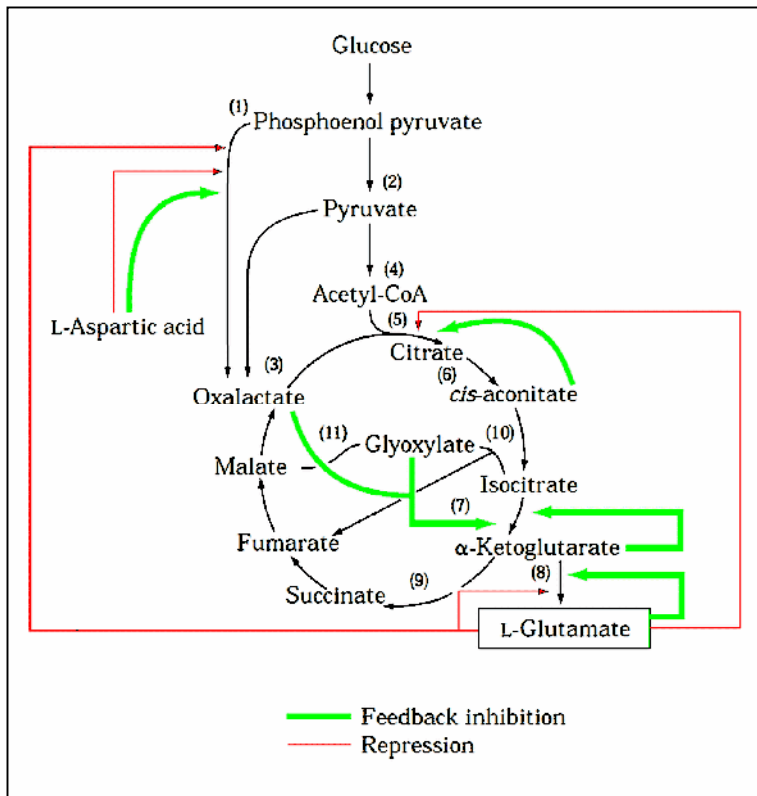 Glucose
(1)
Phosphoenol pyruvate
(2)
Pyruvate
(4)
Acetyl-CoA
L-Aspartic acid
(5)
Citrate
(3)
(6)
Oxalactate
cis-aconitate
(11)
Glyoxylate
(10)
Malate
Isocitrate
(7)
Fumarate
α-Ketoglutarate
(8)
(9)
Succinate
L-Glutamate
Feedback inhibition
Repression